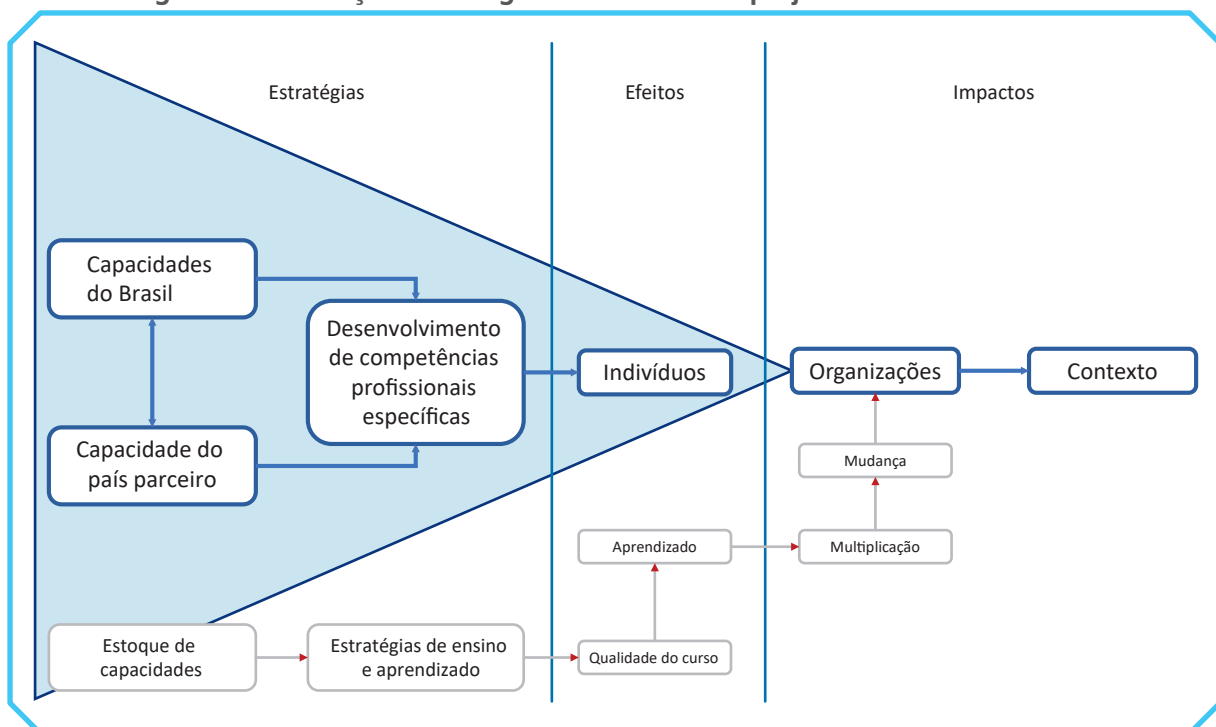 Estratégias
Efeitos
Impactos
Capacidades
do Brasil
Desenvolvimento
de competências
profissionais
específicas
Indivíduos
Organizações
Contexto
Capacidade do
país parceiro
Mudança
Aprendizado
Multiplicação
Estoque de
capacidades
Estratégias de ensino
e aprendizado
Qualidade do curso